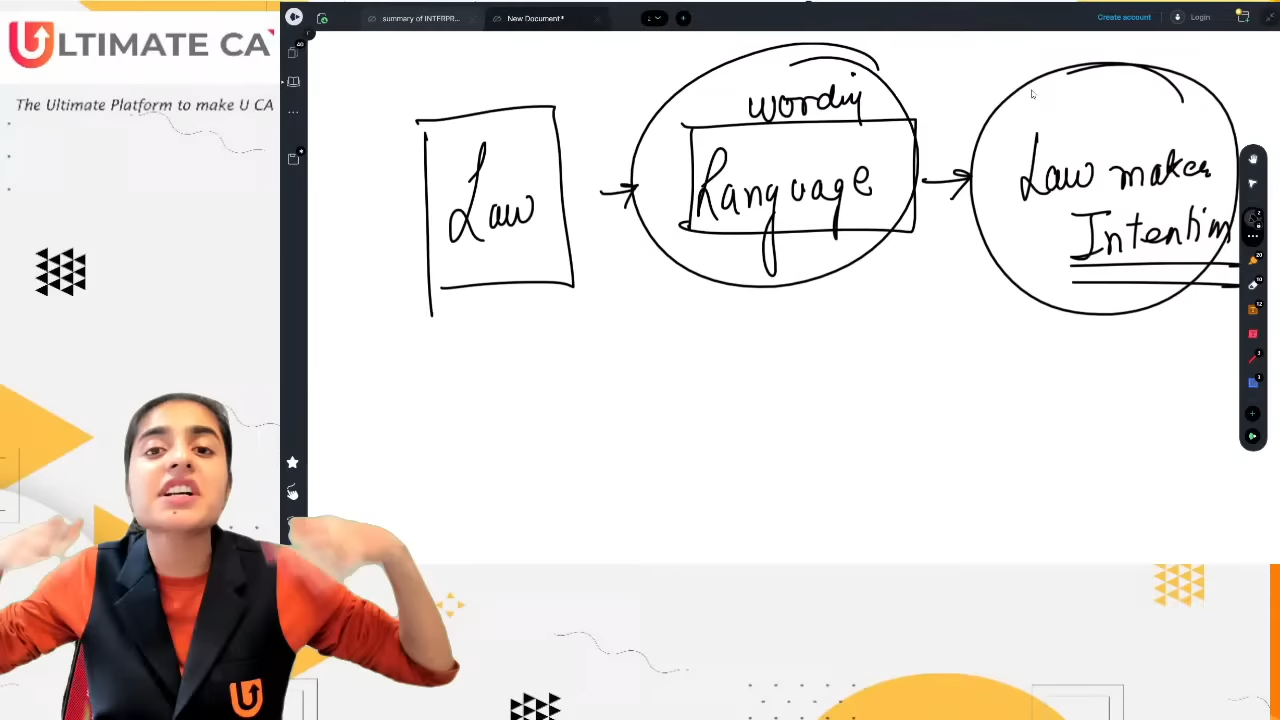 ULTIMATE CA
The Ultimate Platform to make U CA
summary of INTERPR...
New Document*
2
Create account
Login
Law
wording
Language
Law maker
Intention